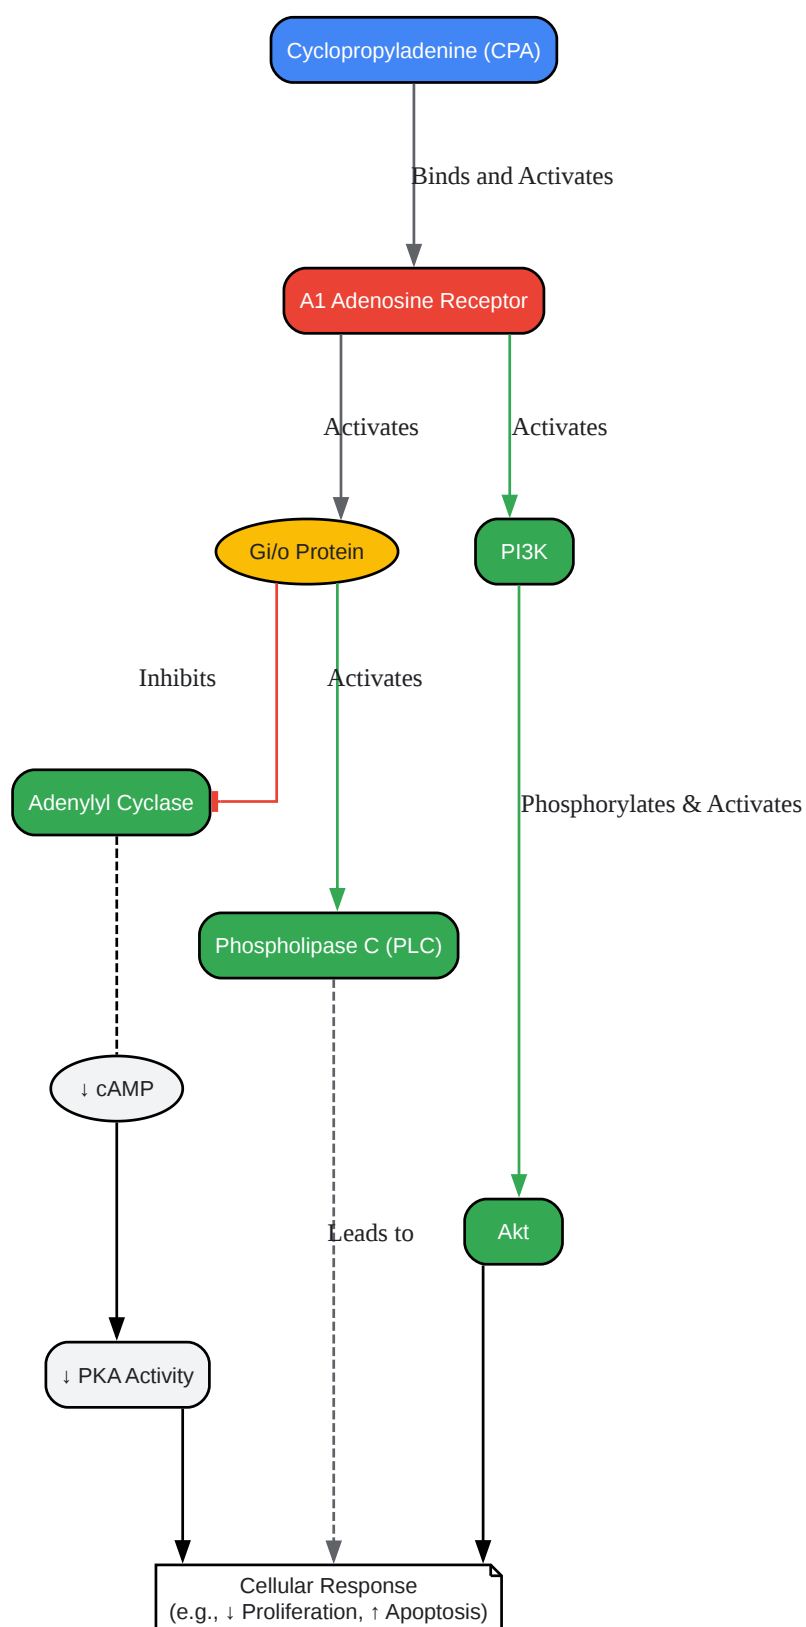 Cyclopropyladenine (CPA)
Binds and Activates
A1 Adenosine Receptor
Activates
Activates
Gi/o Protein
PI3K
Inhibits
Activates
Adenylyl Cyclase
Phosphorylates & Activates
Phospholipase C (PLC)
↓ cAMP
Leads to
Akt
↓ PKA Activity
Cellular Response
(e.g., ↓ Proliferation, ↑ Apoptosis)